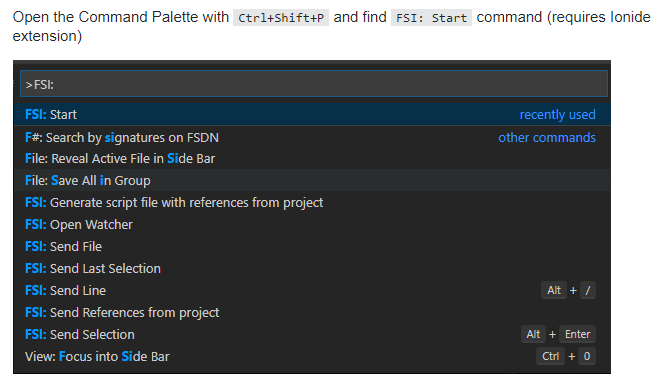 Open the Command Palette with Ctrl+Shift+P and find FSI: Start command (requires Ionide
extension)
>FSI:
FSI: Start recently used
F#: Search by signatures on FSDN other commands
File: Reveal Active File in Side Bar
File: Save All in Group
FSI: Generate script file with references from project
FSI: Open Watcher
FSI: Send File
FSI: Send Last Selection
FSI: Send Line Alt + /
FSI: Send References from project
FSI: Send Selection Alt + Enter
View: Focus into Side Bar Ctrl + 0